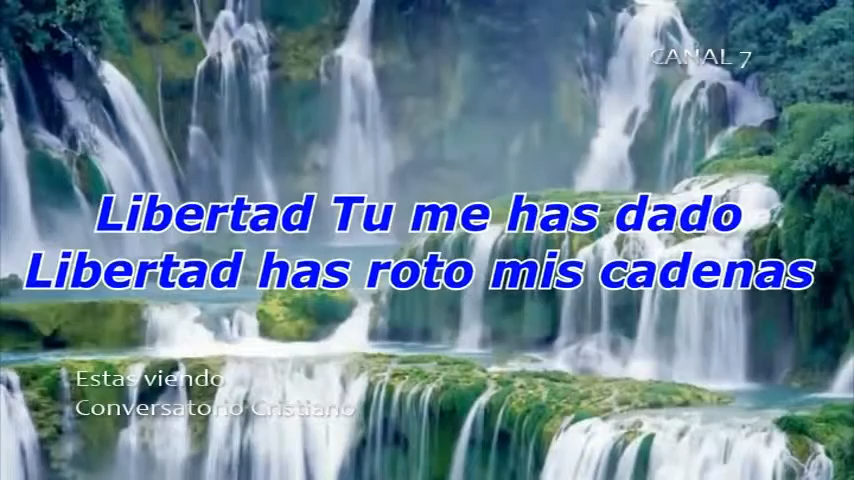 CANAL 7
Libertad Tu me has dado
Libertad has roto mis cadenas
Estas viendo
Conversatorio Cristiano